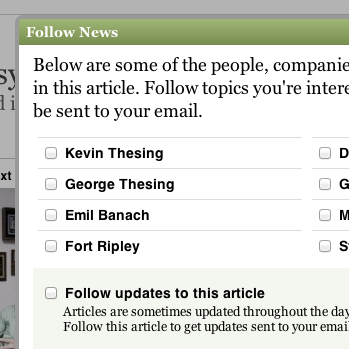 Follow News
Below are some of the people, companie
in this article. Follow topics you're inter
be sent to your email.
Kevin Thesing
D
George Thesing
G
Emil Banach
M
Fort Ripley
S
Follow updates to this article
Articles are sometimes updated throughout the day
Follow this article to get updates sent to your emai
sy
d i
xt